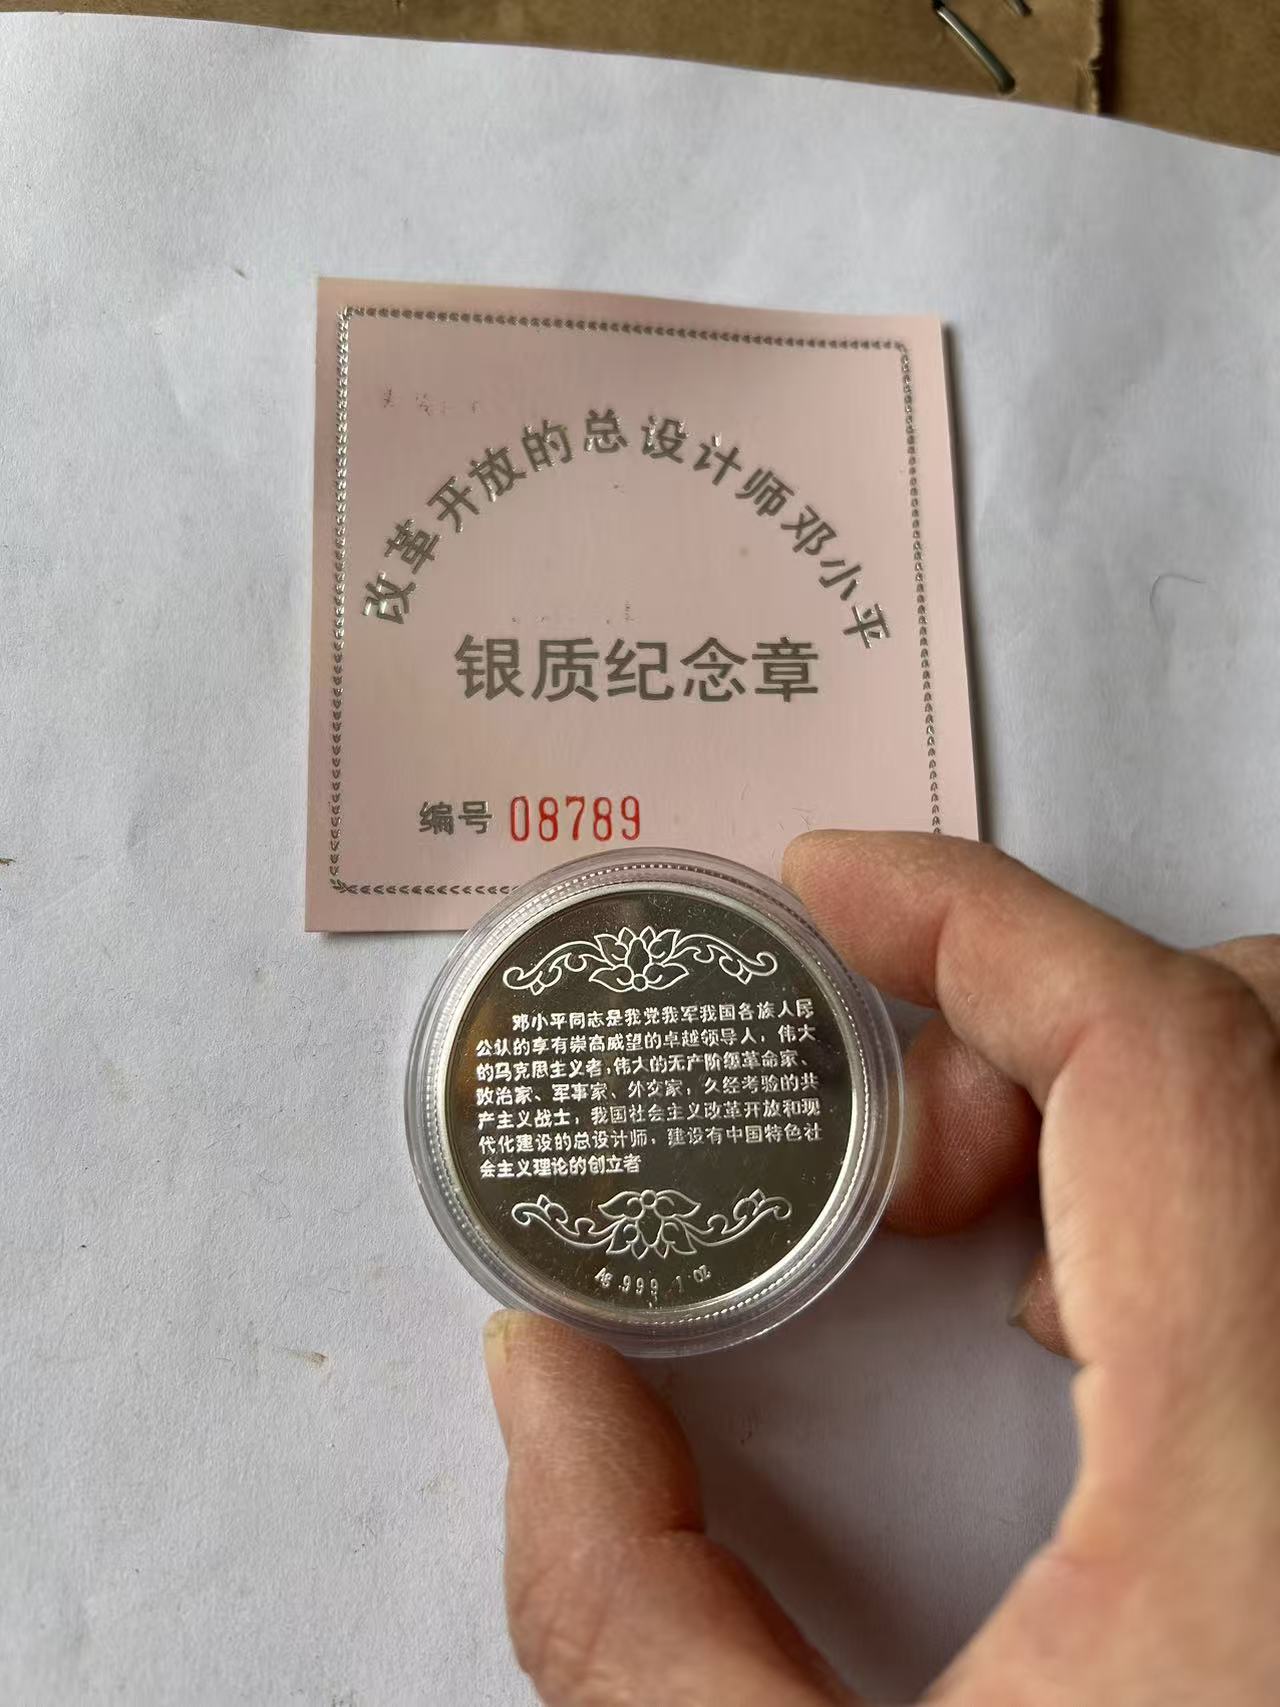 改革开放的总设计师邓小平
银质纪念章
编号 08789
邓小平同志是我党我军我国各族人民
公认的享有崇高威望的卓越领导人，伟大
的马克思主义者，伟大的无产阶级革命家、
政治家、军事家、外交家，久经考验的共
产主义战士，我国社会主义改革开放和现
代化建设的总设计师，建设有中国特色社
会主义理论的创立者
Ag .999 1 OZ